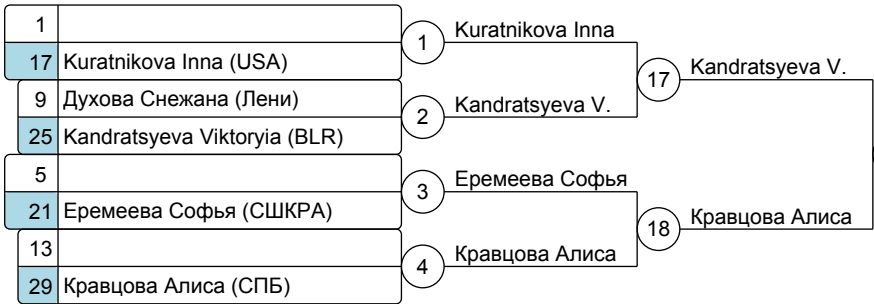 1
17 Kuratnikova Inna (USA)
1
Kuratnikova Inna
9 Духова Снежана (Лени)
25 Kandratsyeva Viktoryia (BLR)
2
Kandratsyeva V.
17
Kandratsyeva V.
5
21 Еремеева Софья (СШКРА)
3
Еремеева Софья
13
29 Кравцова Алиса (СПБ)
4
Кравцова Алиса
18
Кравцова Алиса